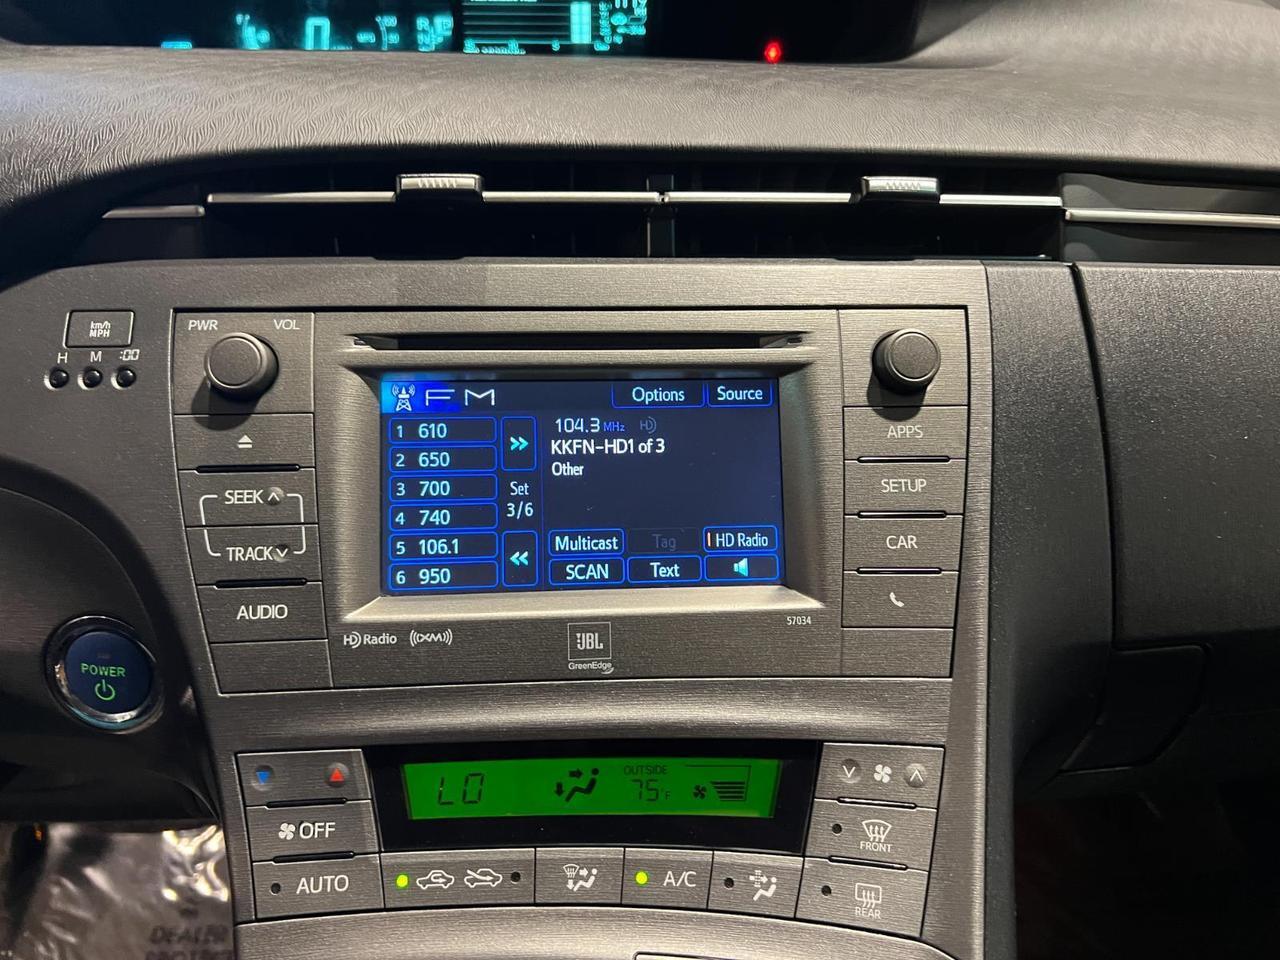 km/h
MPH
H M :00
PWR VOL
SEEK
TRACK
AUDIO
POWER
FM
Options
Source
1 610
2 650
3 700
4 740
5 106.1
6 950
Set
3/6
104.3 MHz HD
KKFN-HD1 of 3
Other
Multicast
Tag
HD Radio
SCAN
Text
HD Radio
((XM))
JBL
GreenEdge
57034
APPS
SETUP
CAR
LO
OUTSIDE
75°F
OFF
AUTO
A/C
FRONT
REAR
DEALER